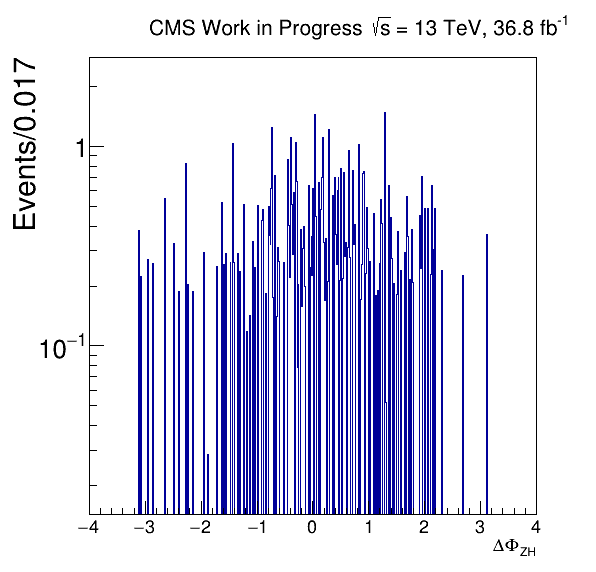 CMS Work in Progress √s = 13 TeV, 36.8 fb⁻¹
Events/0.017
1
10⁻¹
−4 −3 −2 −1 0 1 2 3 4
ΔΦ_ZH